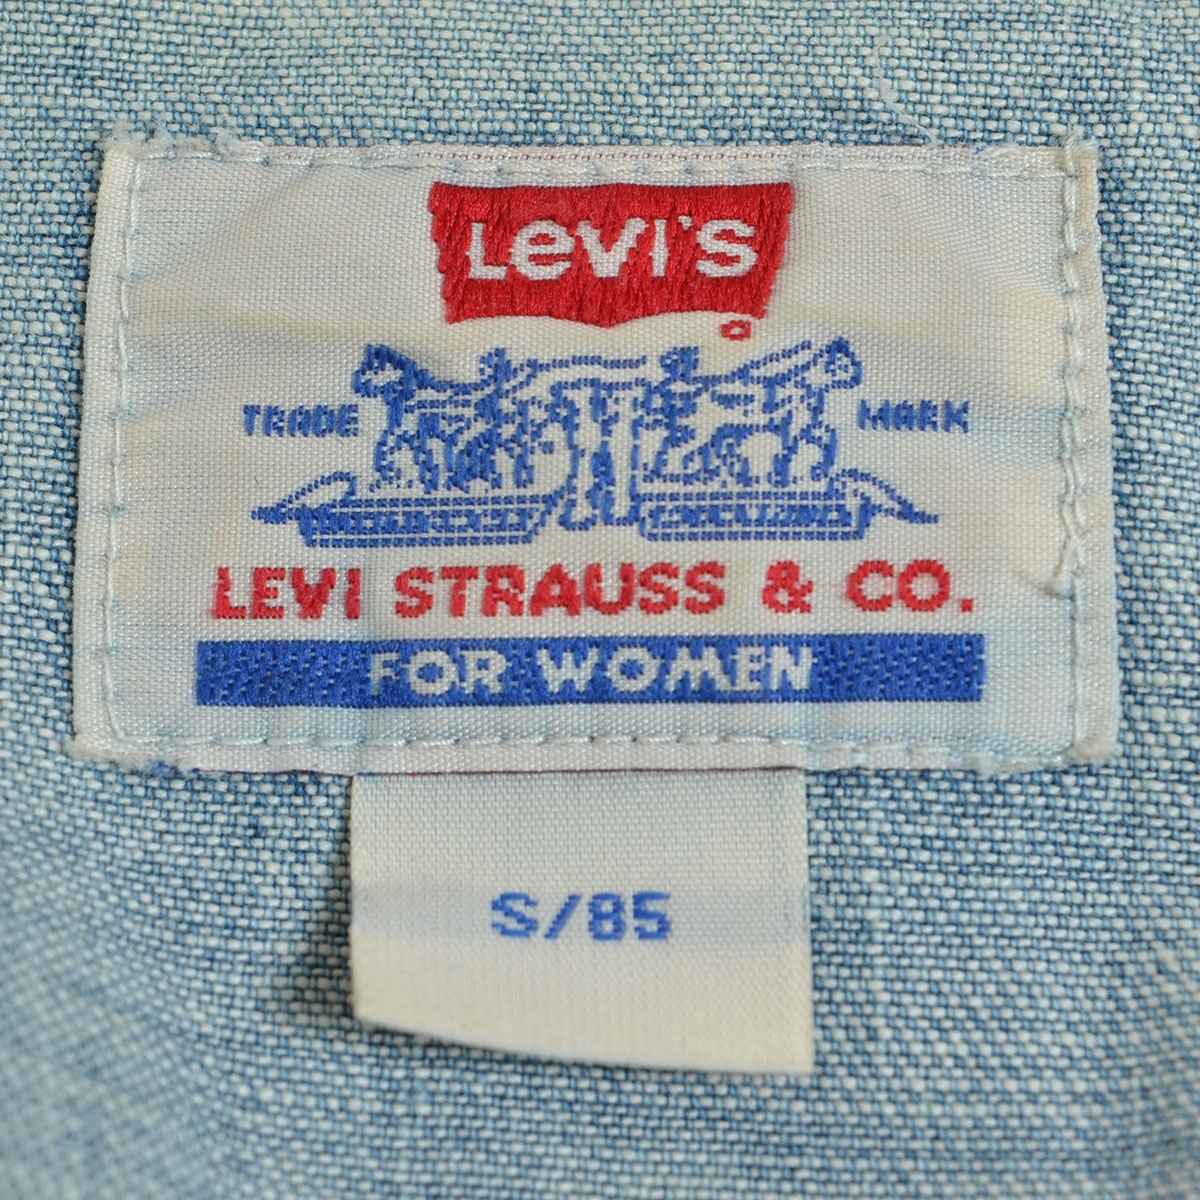 LEVI'S
TRADE MARK
LEVI STRAUSS & CO.
FOR WOMEN
S/85